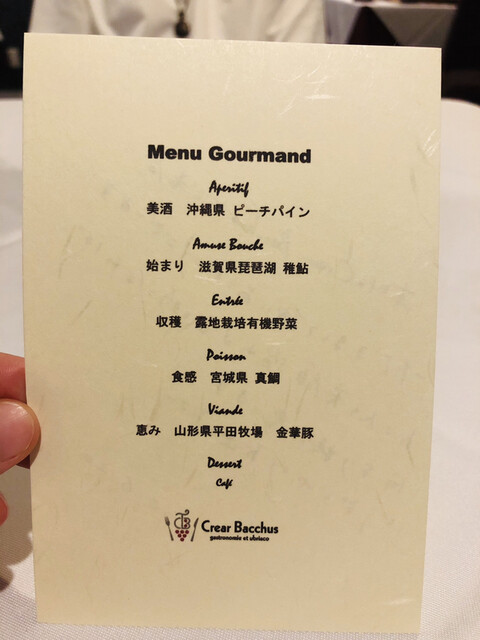 Menu Gourmand
Aperitif
美酒　沖縄県 ピーチパイン
Amuse Bouche
始まり　滋賀県琵琶湖 稚鮎
Entrée
収穫　露地栽培有機野菜
Poisson
食感　宮城県 真鯛
Viande
恵み　山形県平田牧場　金華豚
Dessert
Café
Crear Bacchus
gastronomie et ubriaco